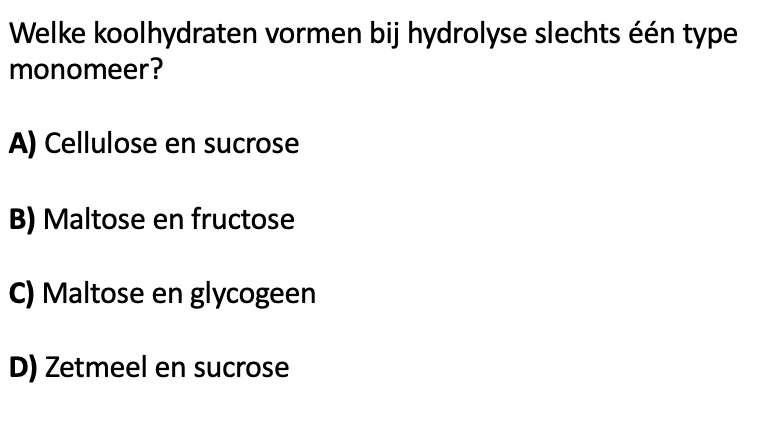 Welke koolhydraten vormen bij hydrolyse slechts één type
monomeer?
A) Cellulose en sucrose
B) Maltose en fructose
C) Maltose en glycogeen
D) Zetmeel en sucrose